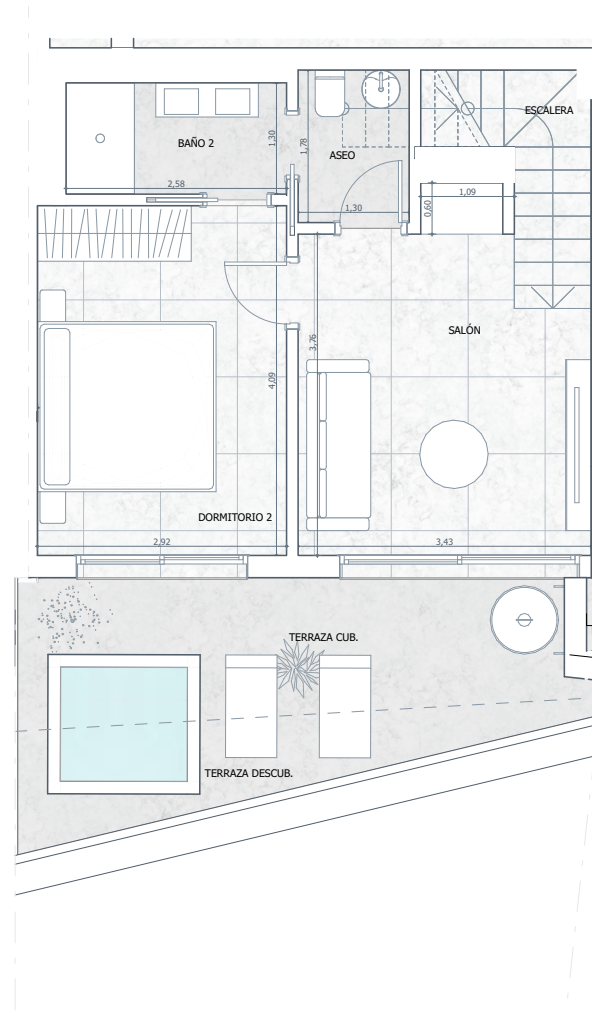 ESCALERA
BAÑO 2
1,30
1,78
ASEO
2,58
1,09
0,60
1,30
SALÓN
3,76
4,09
DORMITORIO 2
2,92
3,43
TERRAZA CUB.
TERRAZA DESCUB.